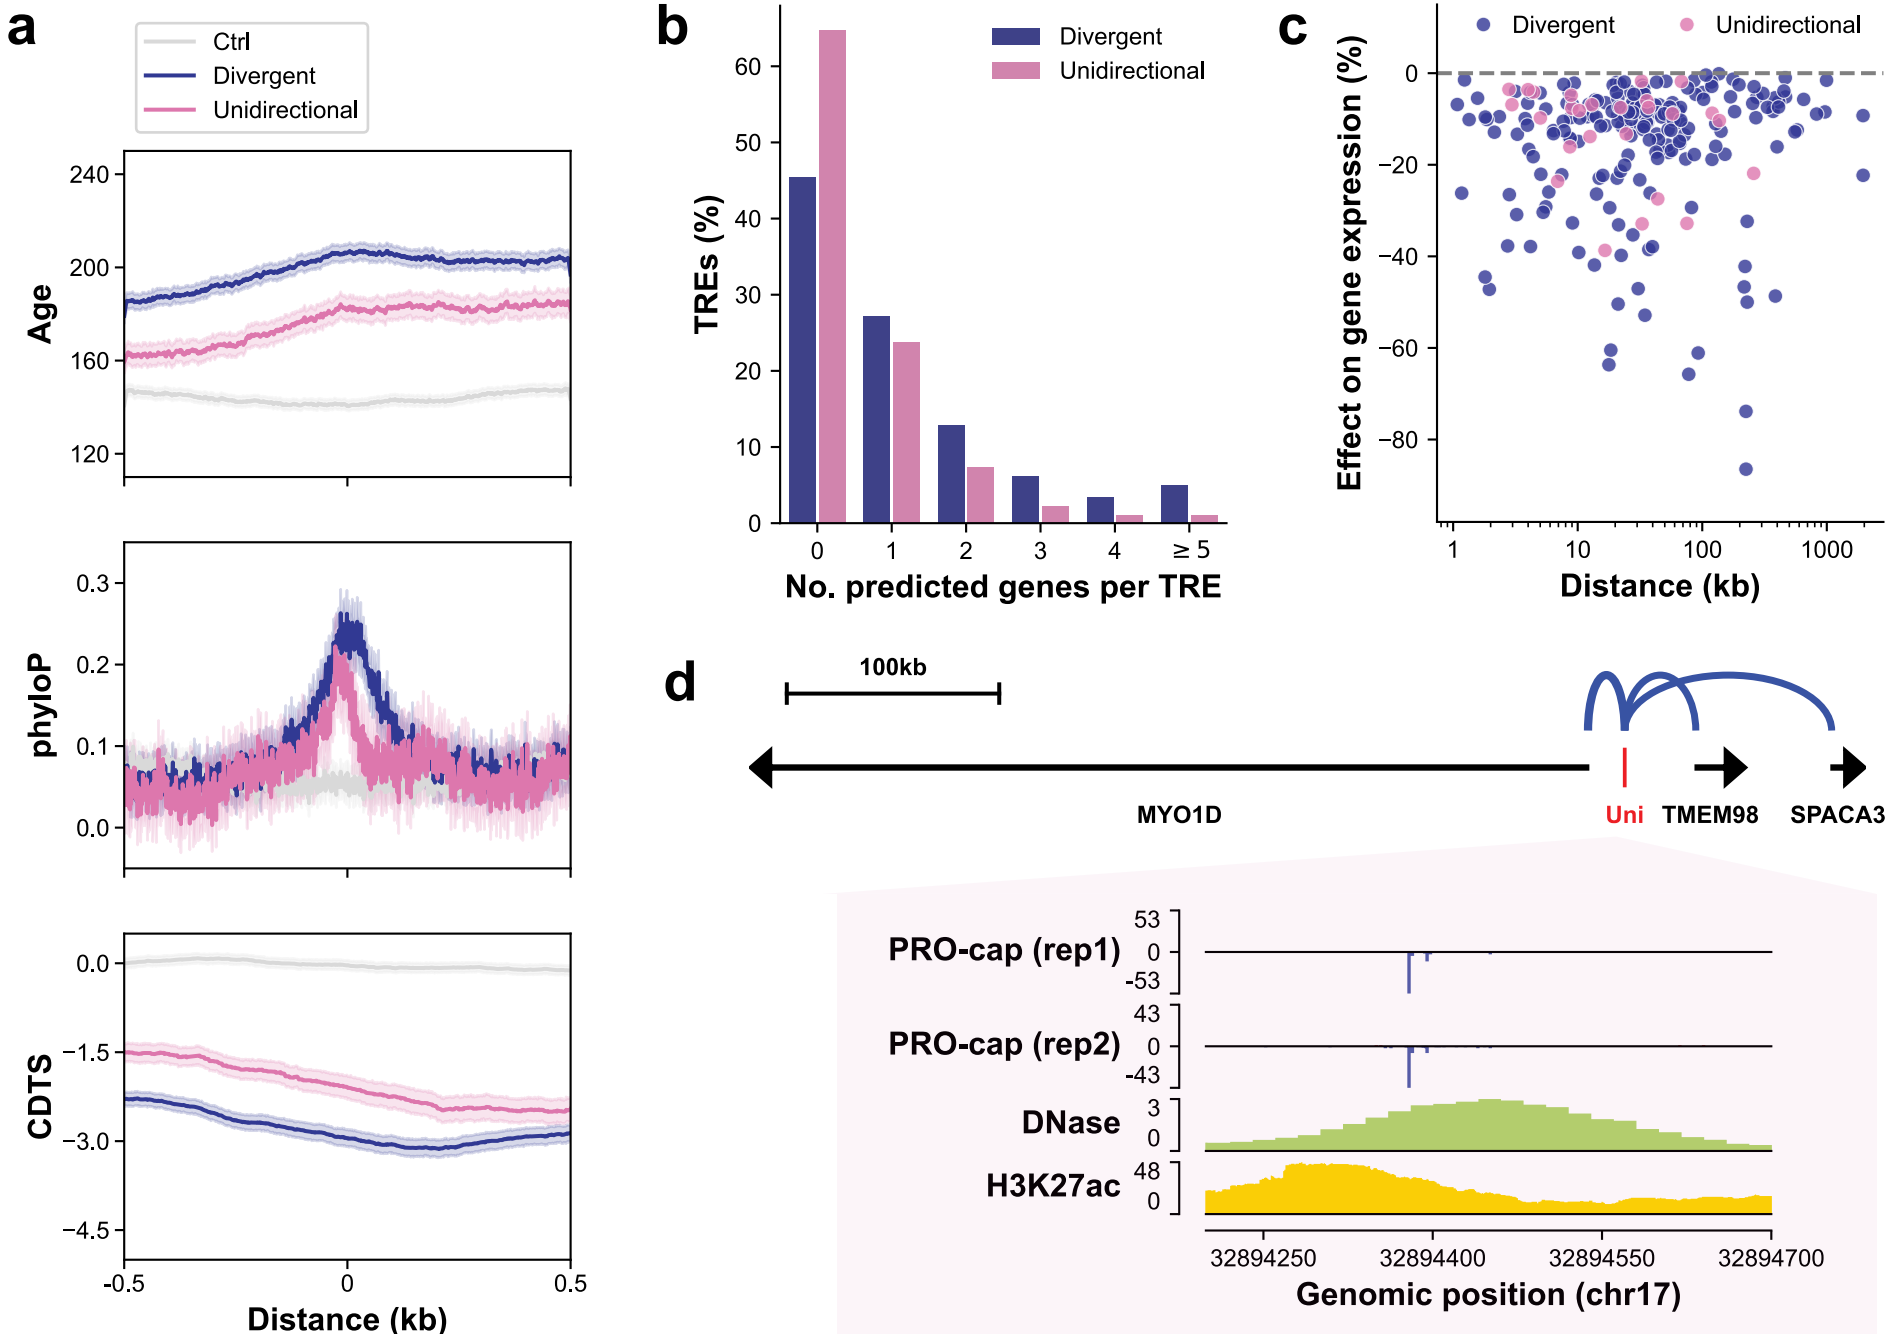 a
Ctrl
Divergent
Unidirectional
240
200
160
120
Age
0.3
0.2
0.1
0.0
phyloP
0.0
−1.5
−3.0
−4.5
CDTS
-0.5
0
0.5
Distance (kb)
b
Divergent
Unidirectional
60
50
40
30
20
10
0
TREs (%)
0
1
2
3
4
≥ 5
No. predicted genes per TRE
c
Divergent
Unidirectional
0
−20
−40
−60
−80
Effect on gene expression (%)
1
10
100
1000
Distance (kb)
d
100kb
MYO1D
Uni
TMEM98
SPACA3
PRO-cap (rep1)
53
0
-53
PRO-cap (rep2)
43
0
-43
DNase
3
0
H3K27ac
48
0
32894250
32894400
32894550
32894700
Genomic position (chr17)